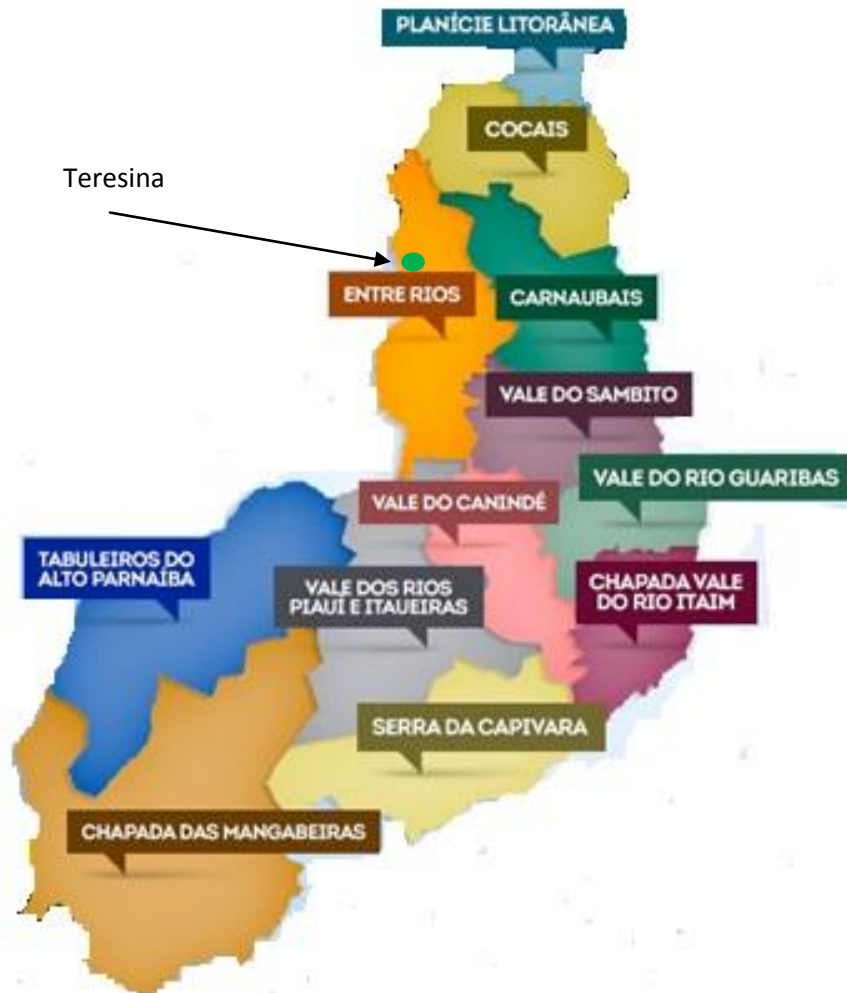 PLANÍCIE LITORÂNEA
COCAIS
Teresina
ENTRE RIOS
CARNAUBAIS
VALE DO SAMBITO
VALE DO RIO GUARIBAS
VALE DO CANINDÉ
TABULEIROS DO
ALTO PARNAÍBA
VALE DOS RIOS
PIAUÍ E ITAUEIRAS
CHAPADA VALE
DO RIO ITAIM
SERRA DA CAPIVARA
CHAPADA DAS MANGABEIRAS